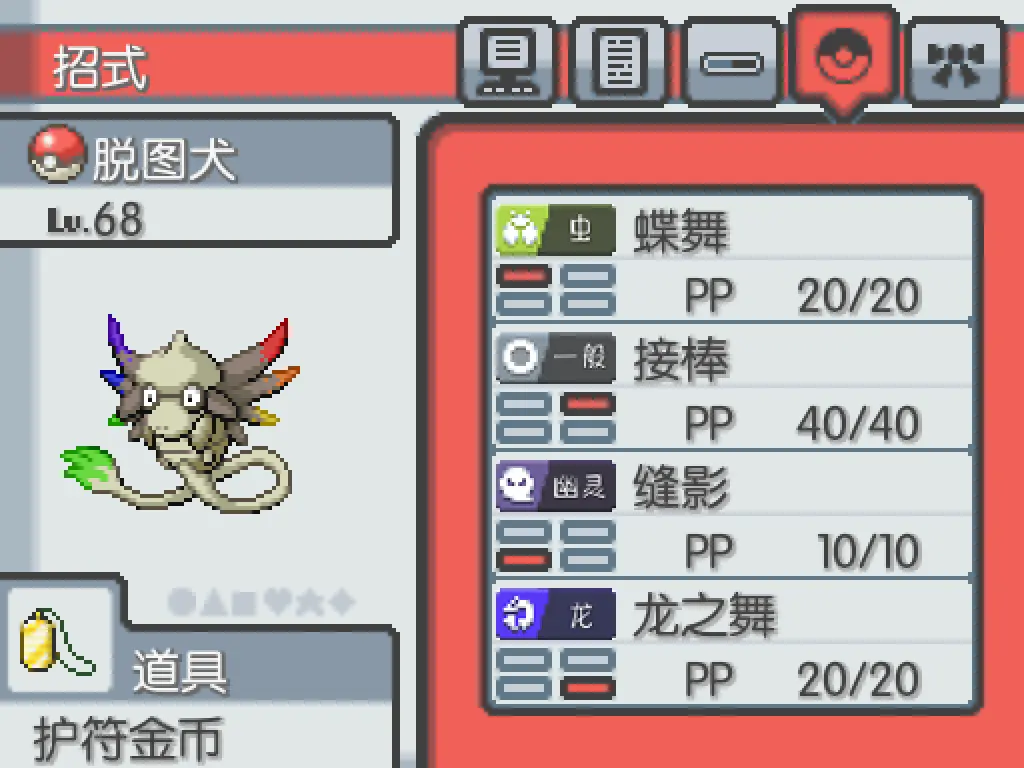 招式
脱图犬
Lv.68
道具
护符金币
虫 蝶舞
PP 20/20
一般 接棒
PP 40/40
幽灵 缝影
PP 10/10
龙 龙之舞
PP 20/20